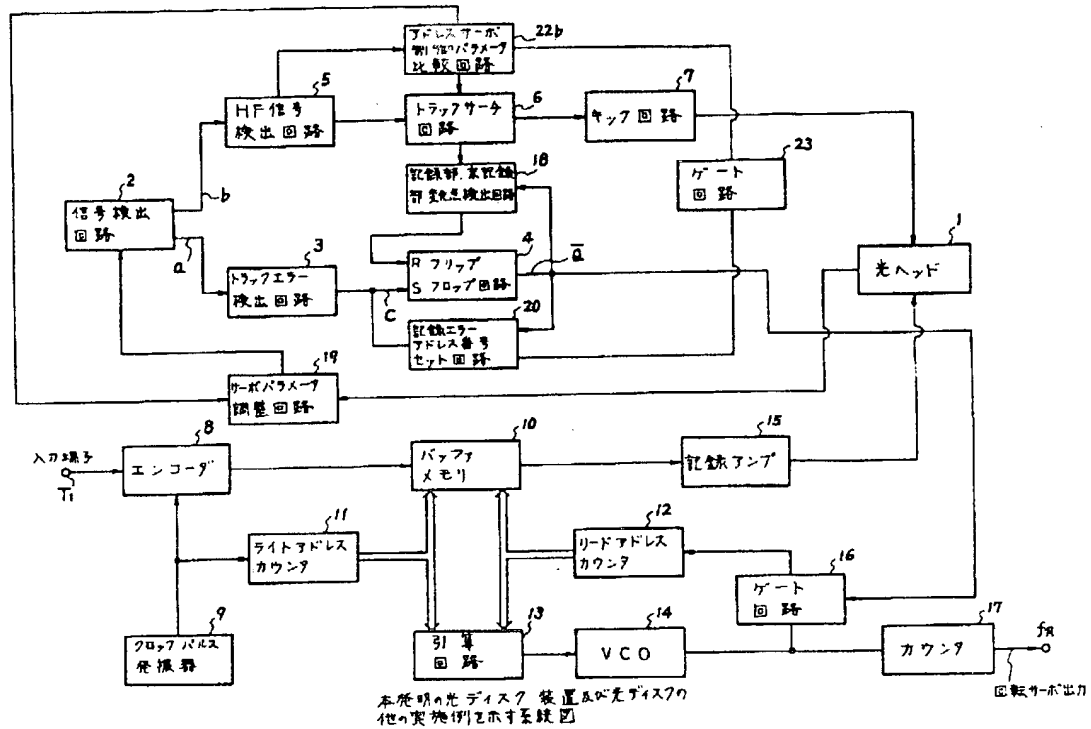 アドレスサーボ
制御パラメータ
比較回路
22b
HF信号
検出回路
5
トラックサーチ
回路
6
キック回路
7
記録部、未記録
部境点検出回路
18
ゲート
回路
23
信号検出
回路
2
b
a
トラックエラー
検出回路
3
R フリップ
S フロップ回路
4
Q
C
光ヘッド
1
記録エラー
アドレス番号
セット回路
20
サーボパラメータ
調整回路
19
入力端子
T1
エンコーダ
8
バッファ
メモリ
10
記録アンプ
15
ライトアドレス
カウンタ
11
リードアドレス
カウンタ
12
ゲート
回路
16
クロックパルス
発振器
9
引算
回路
13
VCO
14
カウンタ
17
fR
回転サーボ出力
本発明の光ディスク装置及び光ディスクの
他の実施例を示す系統図